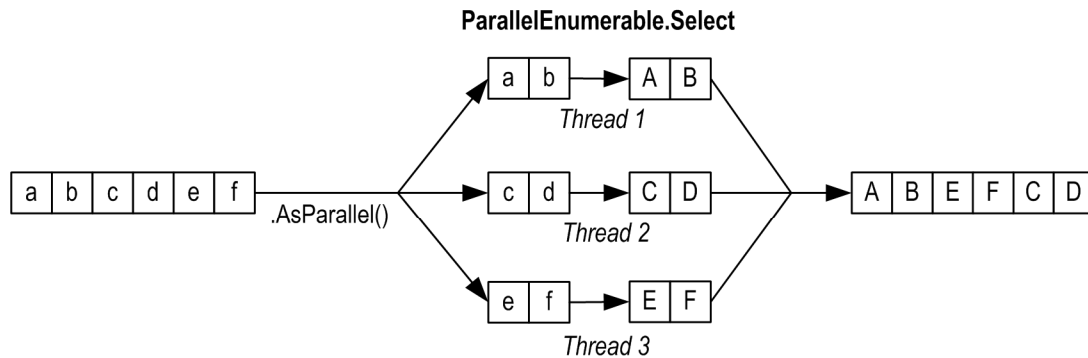 ParallelEnumerable.Select
a b A B
Thread 1
a b c d e f c d C D A B E F C D
.AsParallel()
Thread 2
e f E F
Thread 3